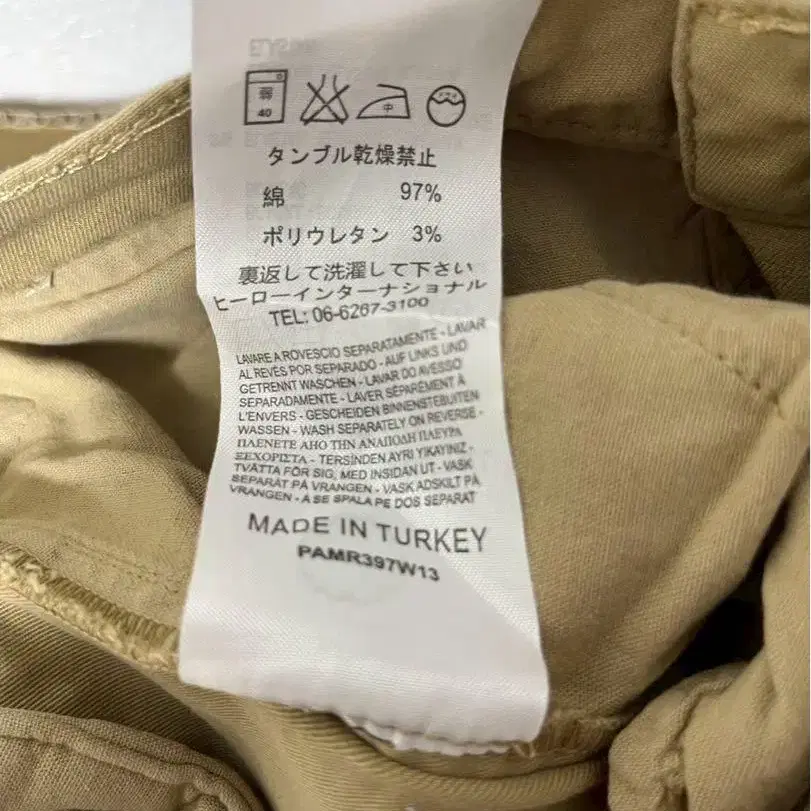 弱
40
中
タンブル乾燥禁止
綿 97%
ポリウレタン 3%
裏返して洗濯して下さい
ヒーローインターナショナル
TEL: 06-6267-3100
LAVARE A ROVESCIO SEPARATAMENTE - LAVAR
AL REVÉS POR SEPARADO - AUF LINKS UND
GETRENNT WASCHEN - LAVAR DO AVESSO
SEPARADAMENTE - LAVER SÉPARÉMENT À
L'ENVERS - GESCHEIDEN BINNENSTEBUITEN
WASSEN - WASH SEPARATELY ON REVERSE -
ΠΛΕΝΕΤΕ ΑΠΟ ΤΗΝ ΑΝΑΠΟΔΗ ΠΛΕΥΡΑ
ΞΕΧΟΡΙΣΤΑ - TERSİNDEN AYRI YIKAYINIZ -
TVÄTTA FÖR SIG, MED INSIDAN UT - VASK
SEPARAT PÅ VRANGEN - VASK ADSKILT PÅ
VRANGEN - A SE SPALA PE DOS SEPARAT
MADE IN TURKEY
PAMR397W13